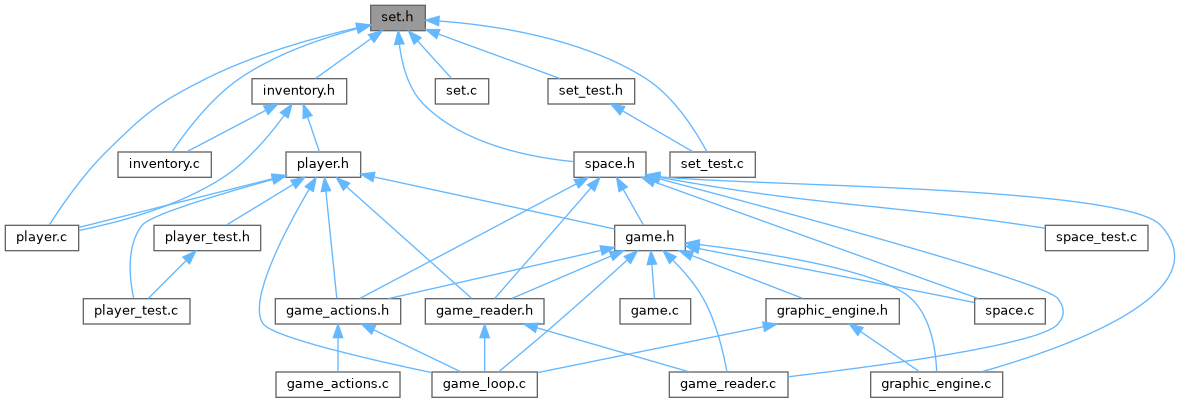 set.h
inventory.h
set.c
set_test.h
inventory.c
player.h
space.h
set_test.c
player.c
player_test.h
game.h
space_test.c
player_test.c
game_actions.h
game_reader.h
game.c
graphic_engine.h
space.c
game_actions.c
game_loop.c
game_reader.c
graphic_engine.c